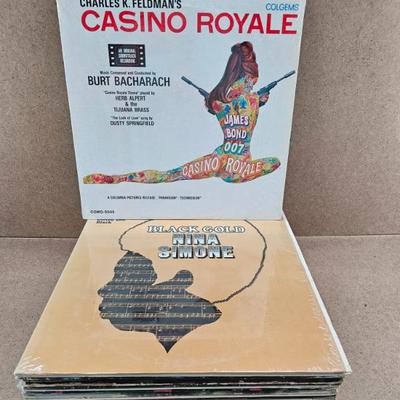 CHARLES K. FELDMAN'S
CASINO ROYALE
COLGEMS
AN ORIGINAL
SOUNDTRACK
RECORDING
Music Composed and Conducted by
BURT BACHARACH
"Casino Royale Theme" played by
HERB ALPERT
& the
TIJUANA BRASS
"The Look of Love" sung by
DUSTY SPRINGFIELD
JAMES
BOND
007
CASINO ROYALE
A COLUMBIA PICTURES RELEASE PANAVISION® TECHNICOLOR®
COMO-5005
BLACK GOLD
NINA
SIMONE